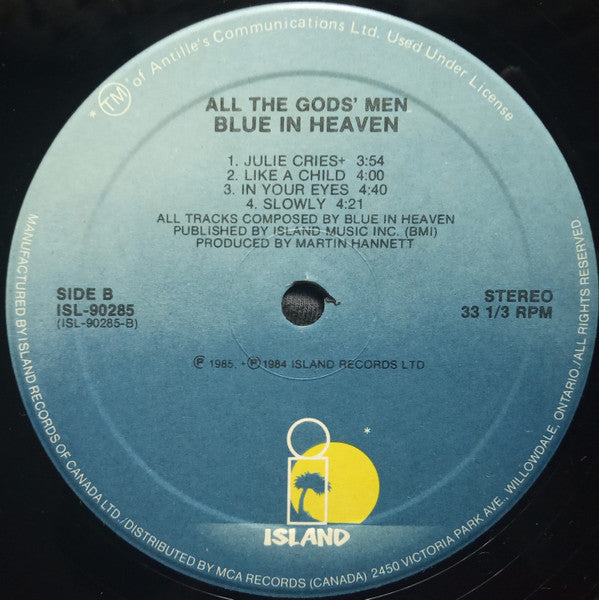 * TM of Antille's Communications Ltd. Used Under License
ALL THE GODS' MEN
BLUE IN HEAVEN
1. JULIE CRIES+ 3:54
2. LIKE A CHILD 4:00
3. IN YOUR EYES 4:40
4. SLOWLY 4:21
ALL TRACKS COMPOSED BY BLUE IN HEAVEN
PUBLISHED BY ISLAND MUSIC INC. (BMI)
PRODUCED BY MARTIN HANNETT
SIDE B
ISL-90285
(ISL-90285-B)
STEREO
33 1/3 RPM
℗ 1985, +℗ 1984 ISLAND RECORDS LTD
*
ISLAND
MANUFACTURED BY ISLAND RECORDS OF CANADA LTD./DISTRIBUTED BY MCA RECORDS (CANADA) 2450 VICTORIA PARK AVE., WILLOWDALE, ONTARIO/ALL RIGHTS RESERVED